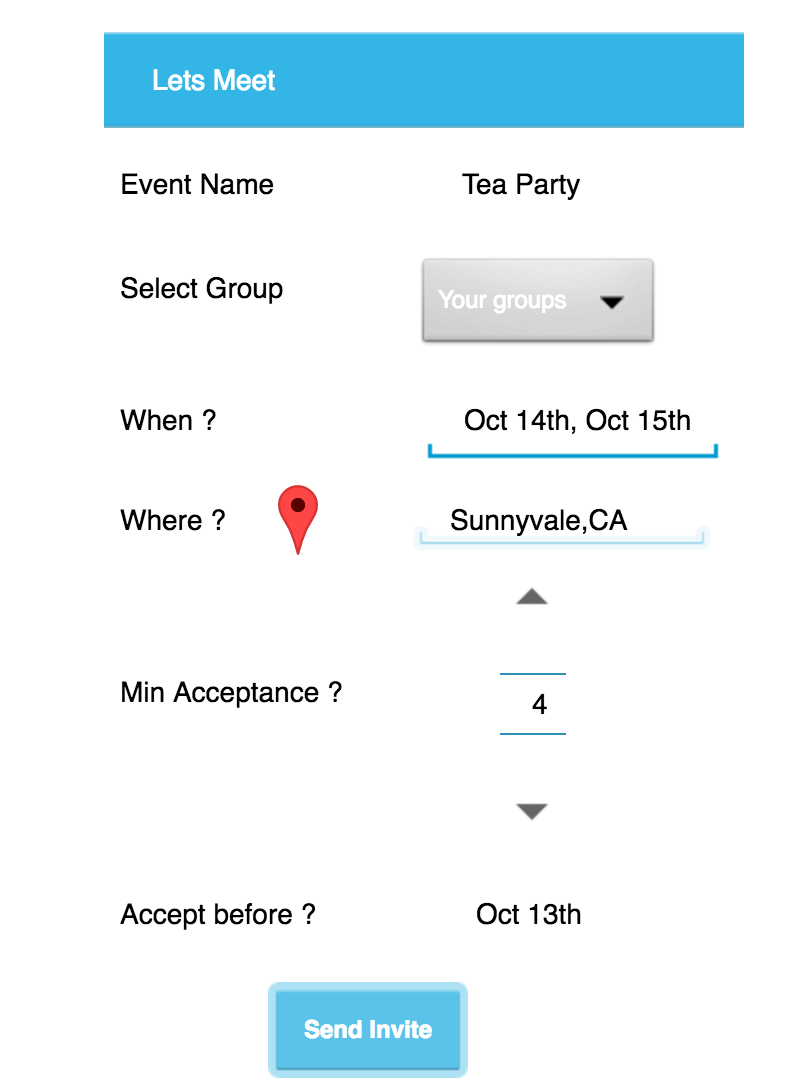 Lets Meet
Event Name Tea Party
Select Group Your groups
When ? Oct 14th, Oct 15th
Where ? Sunnyvale,CA
Min Acceptance ? 4
Accept before ? Oct 13th
Send Invite